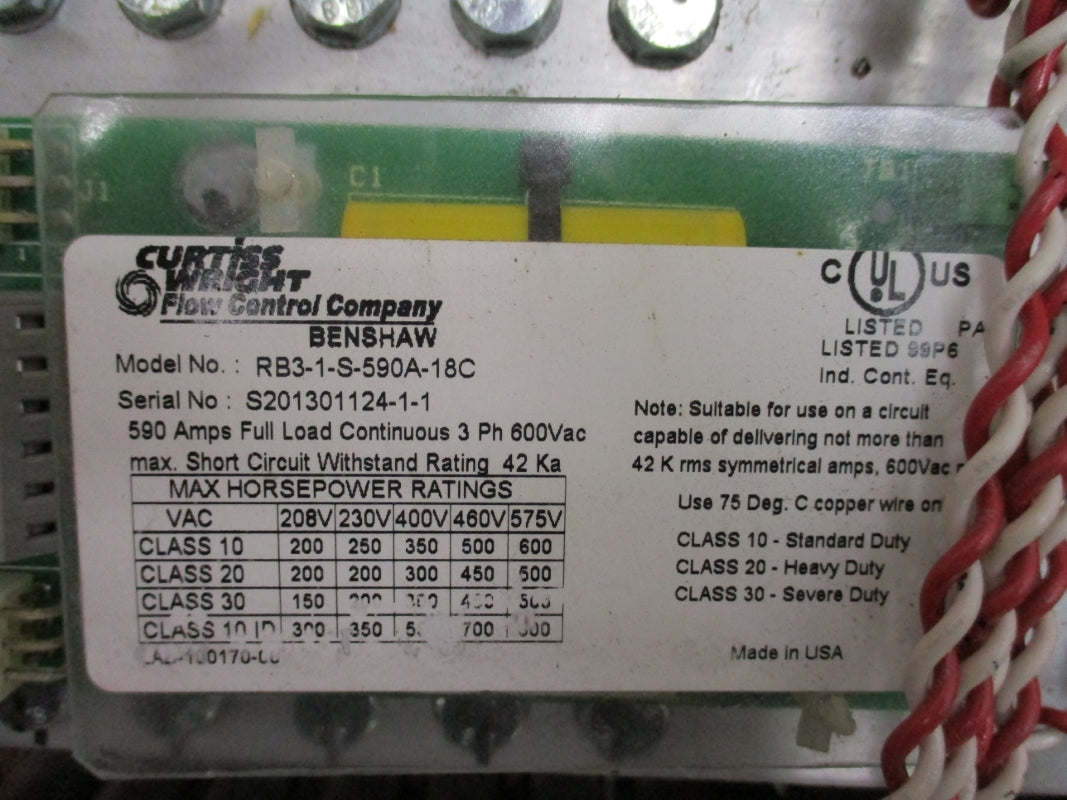 J1
C1
CURTISS
WRIGHT
Flow Control Company
BENSHAW
Model No. : RB3-1-S-590A-18C
Serial No : S201301124-1-1
590 Amps Full Load Continuous 3 Ph 600Vac
max. Short Circuit Withstand Rating 42 Ka
MAX HORSEPOWER RATINGS
VAC 208V 230V 400V 460V 575V
CLASS 10 200 250 350 500 600
CLASS 20 200 200 300 450 500
CLASS 30 150
CLASS 10 ID 350 700
C UL US
LISTED
LISTED 99P6
Ind. Cont. Eq.
Note: Suitable for use on a circuit
capable of delivering not more than
42 K rms symmetrical amps, 600Vac
Use 75 Deg. C copper wire on
CLASS 10 - Standard Duty
CLASS 20 - Heavy Duty
CLASS 30 - Severe Duty
Made in USA